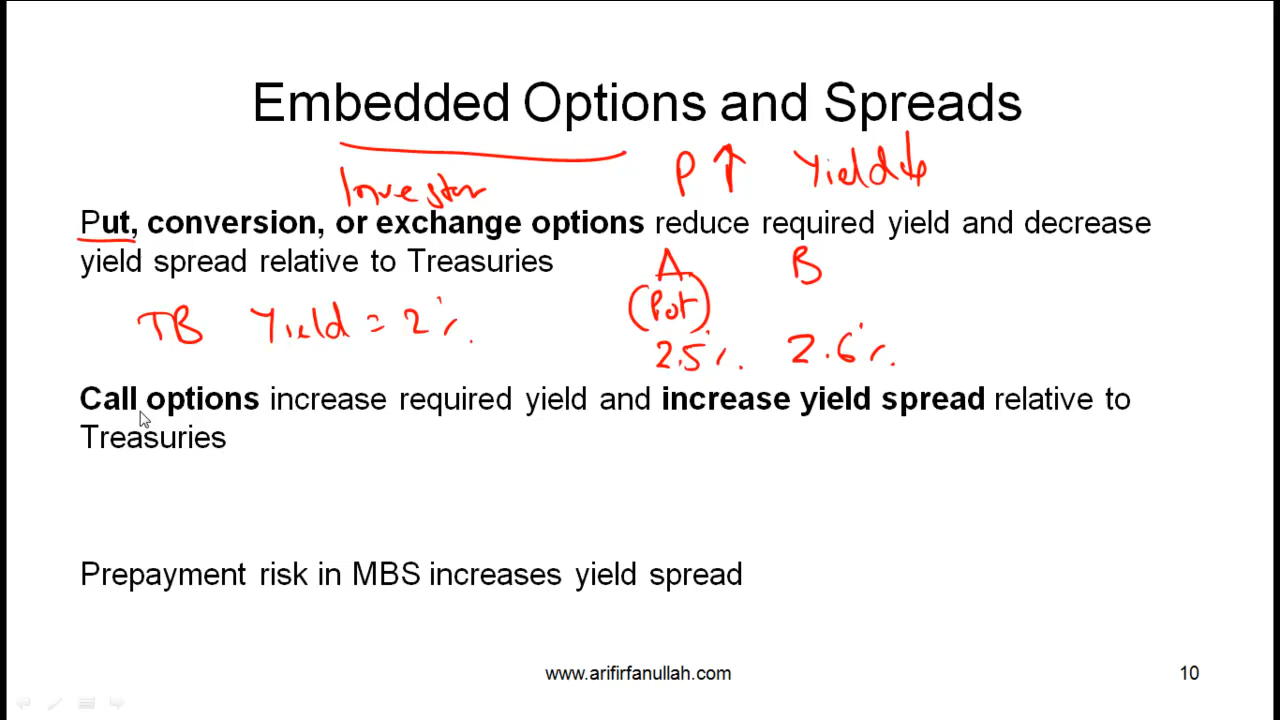 Embedded Options and Spreads
Investor P ↑ Yield ↓
Put, conversion, or exchange options reduce required yield and decrease
yield spread relative to Treasuries
A B
(Put)
TB Yield = 2%.
2.5%. 2.6%.
Call options increase required yield and increase yield spread relative to
Treasuries
Prepayment risk in MBS increases yield spread
www.arifirfanullah.com 10